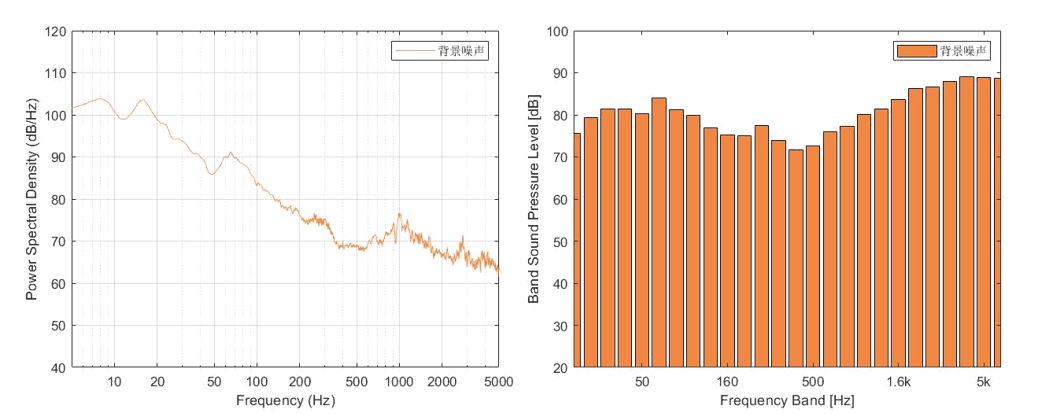 120
110
100
90
80
70
60
50
40
Power Spectral Density (dB/Hz)
背景噪声
10 20 50 100 200 500 1000 2000 5000
Frequency (Hz)
100
90
80
70
60
50
40
30
20
Band Sound Pressure Level [dB]
背景噪声
50 160 500 1.6k 5k
Frequency Band [Hz]